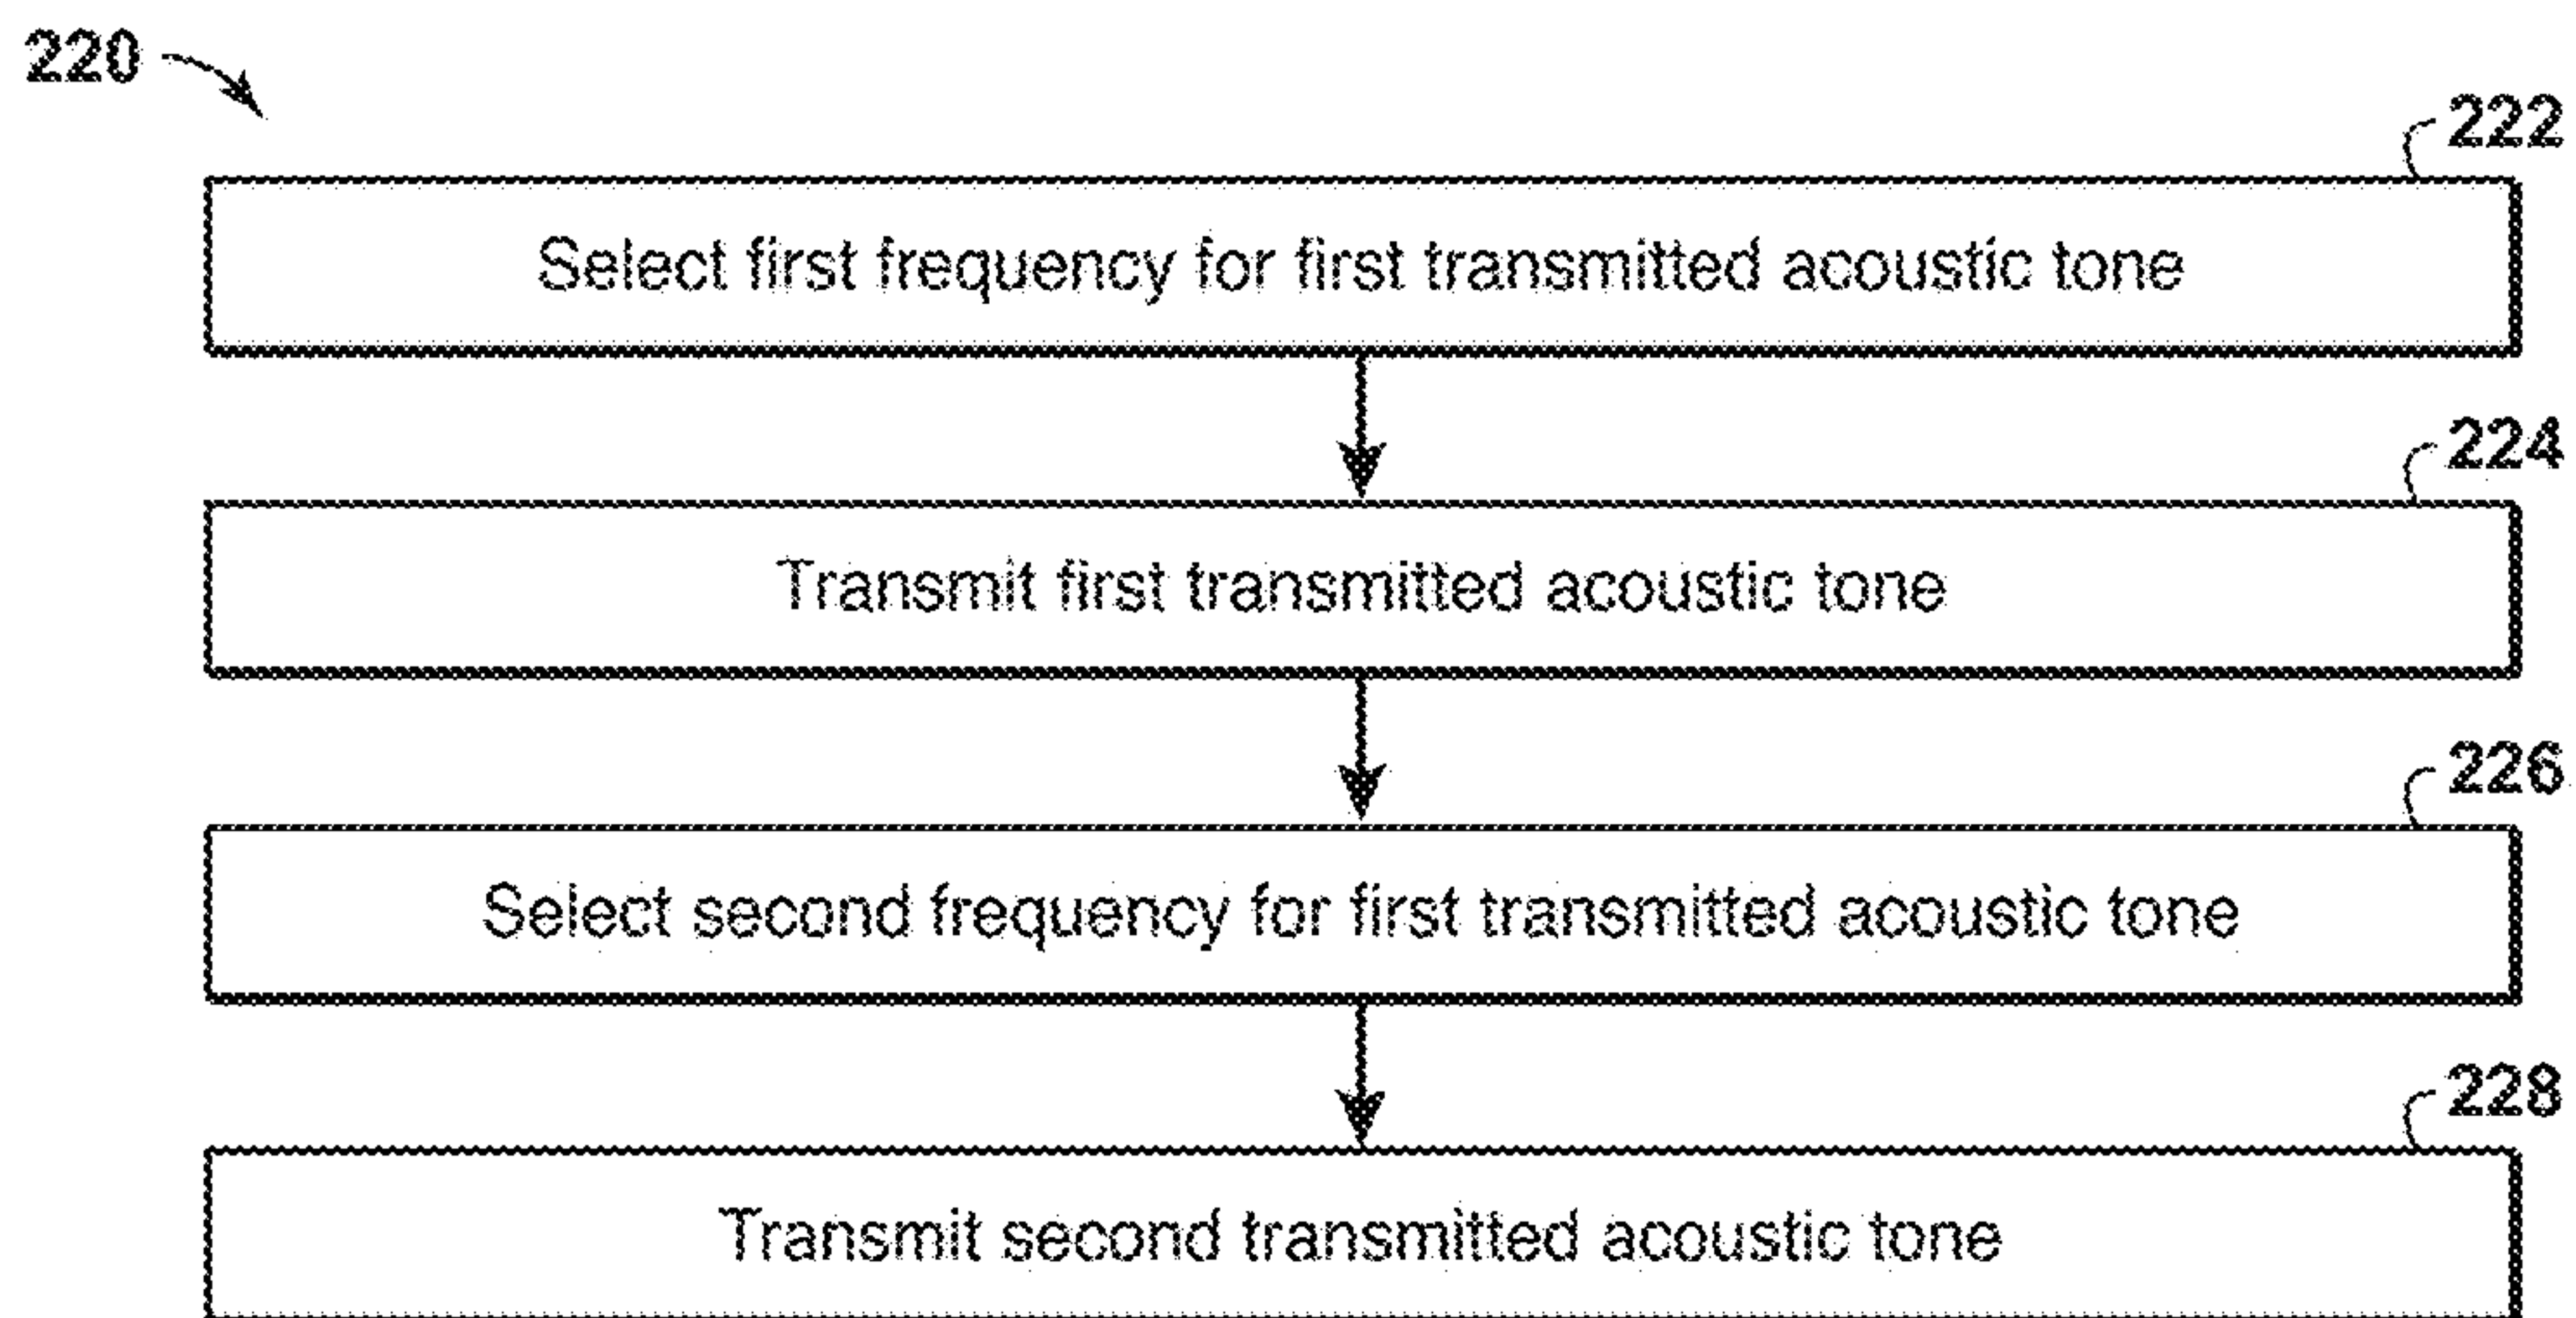 220
222
Select first frequency for first transmitted acoustic tone
224
Transmit first transmitted acoustic tone
226
Select second frequency for first transmitted acoustic tone
228
Transmit second transmitted acoustic tone